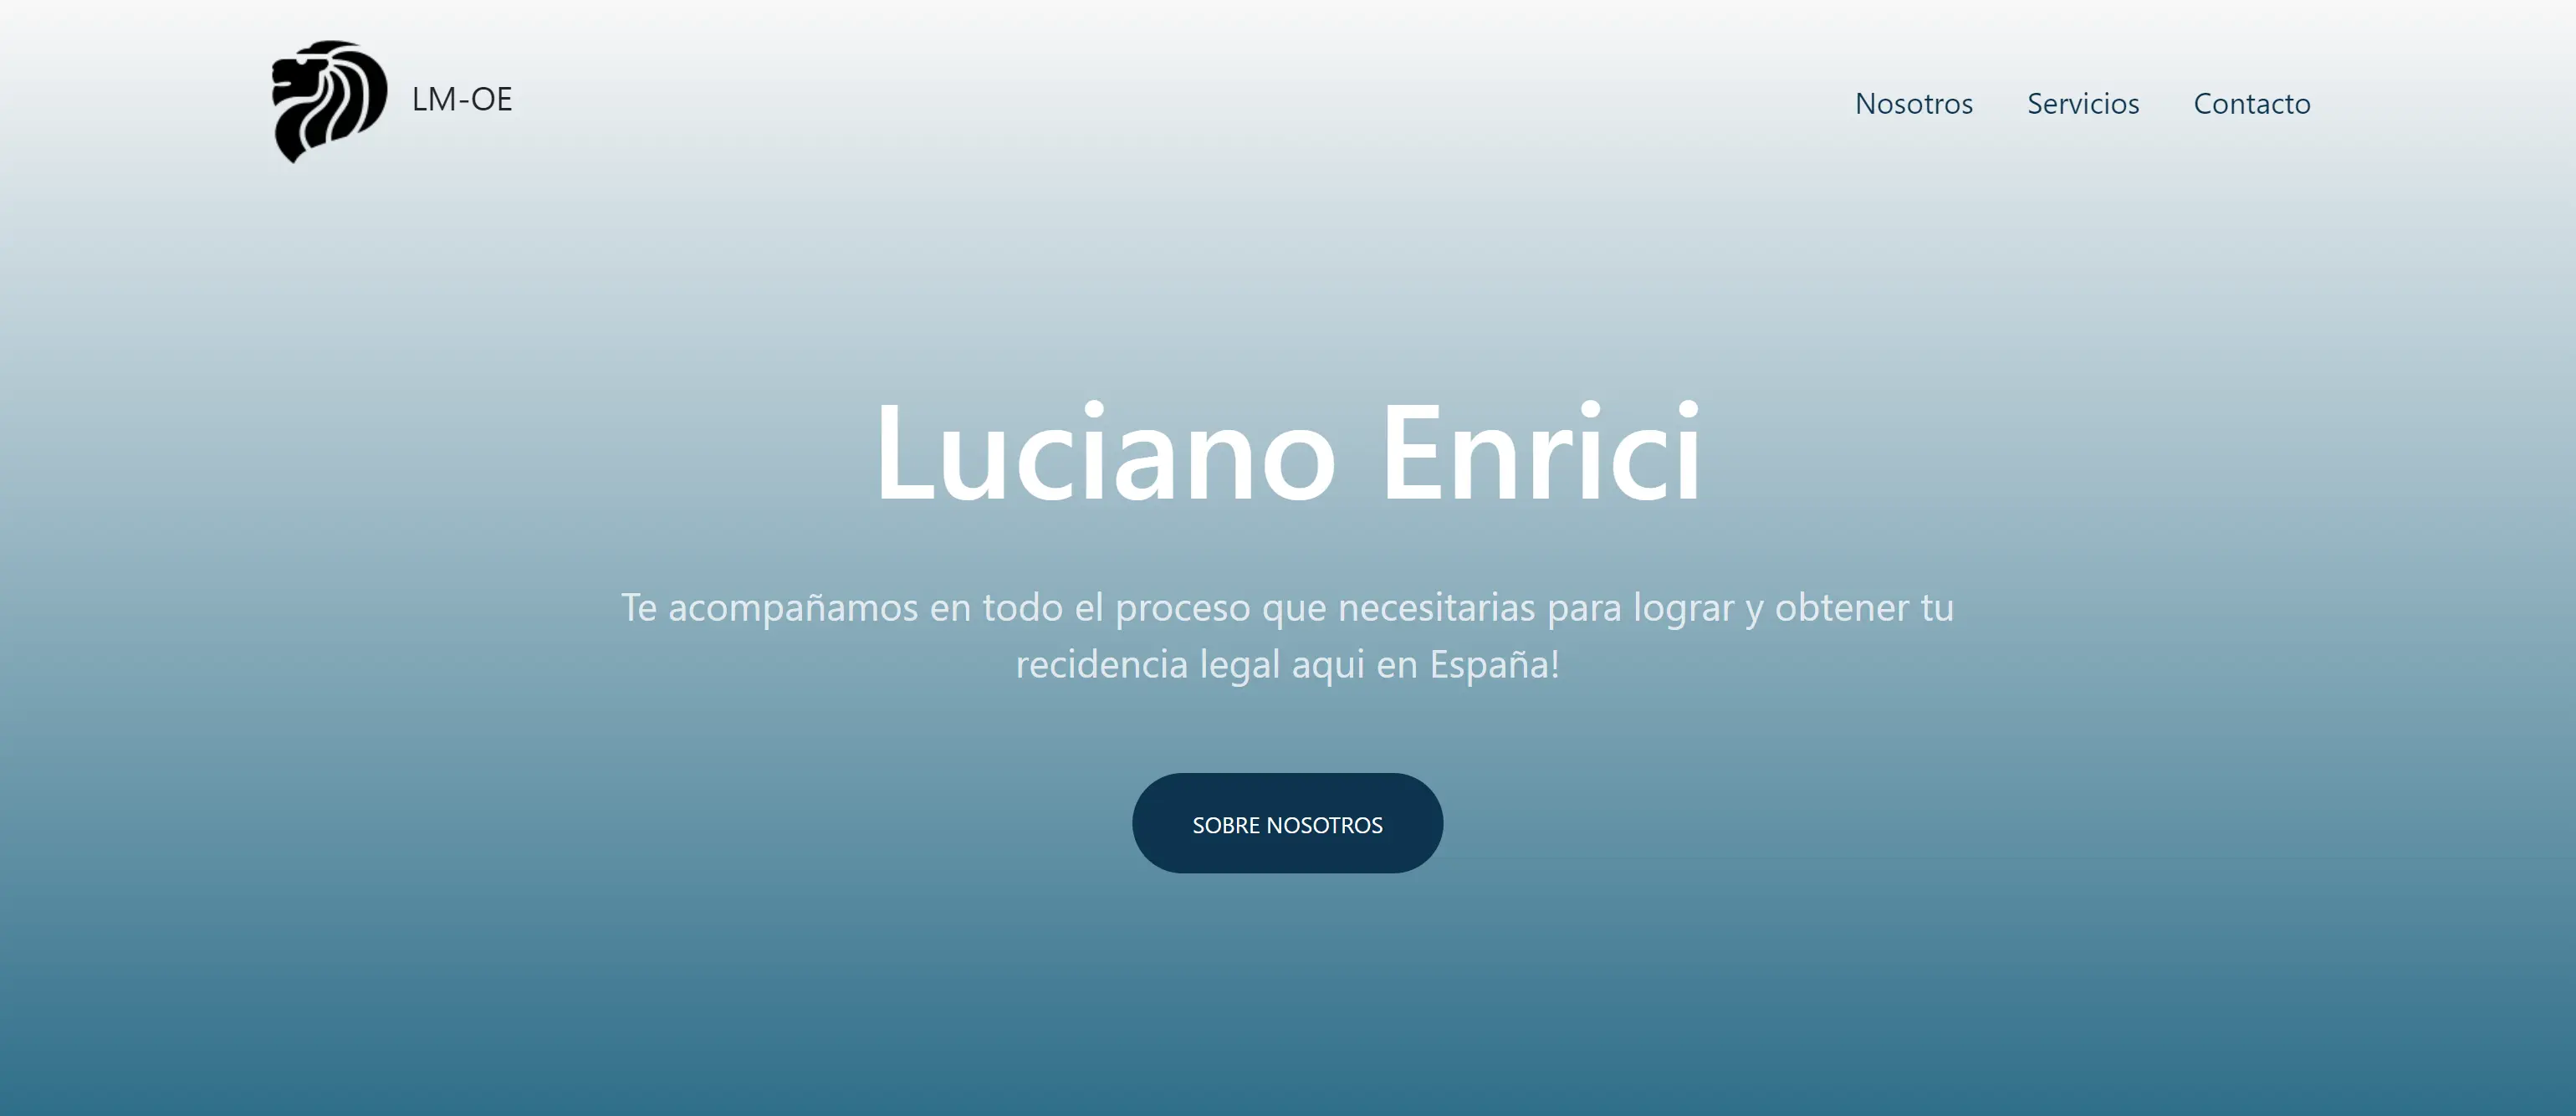 LM-OE
Nosotros Servicios Contacto
Luciano Enrici
Te acompañamos en todo el proceso que necesitarias para lograr y obtener tu
recidencia legal aqui en España!
SOBRE NOSOTROS